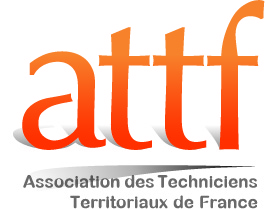 attf
Association des Techniciens
Territoriaux de France